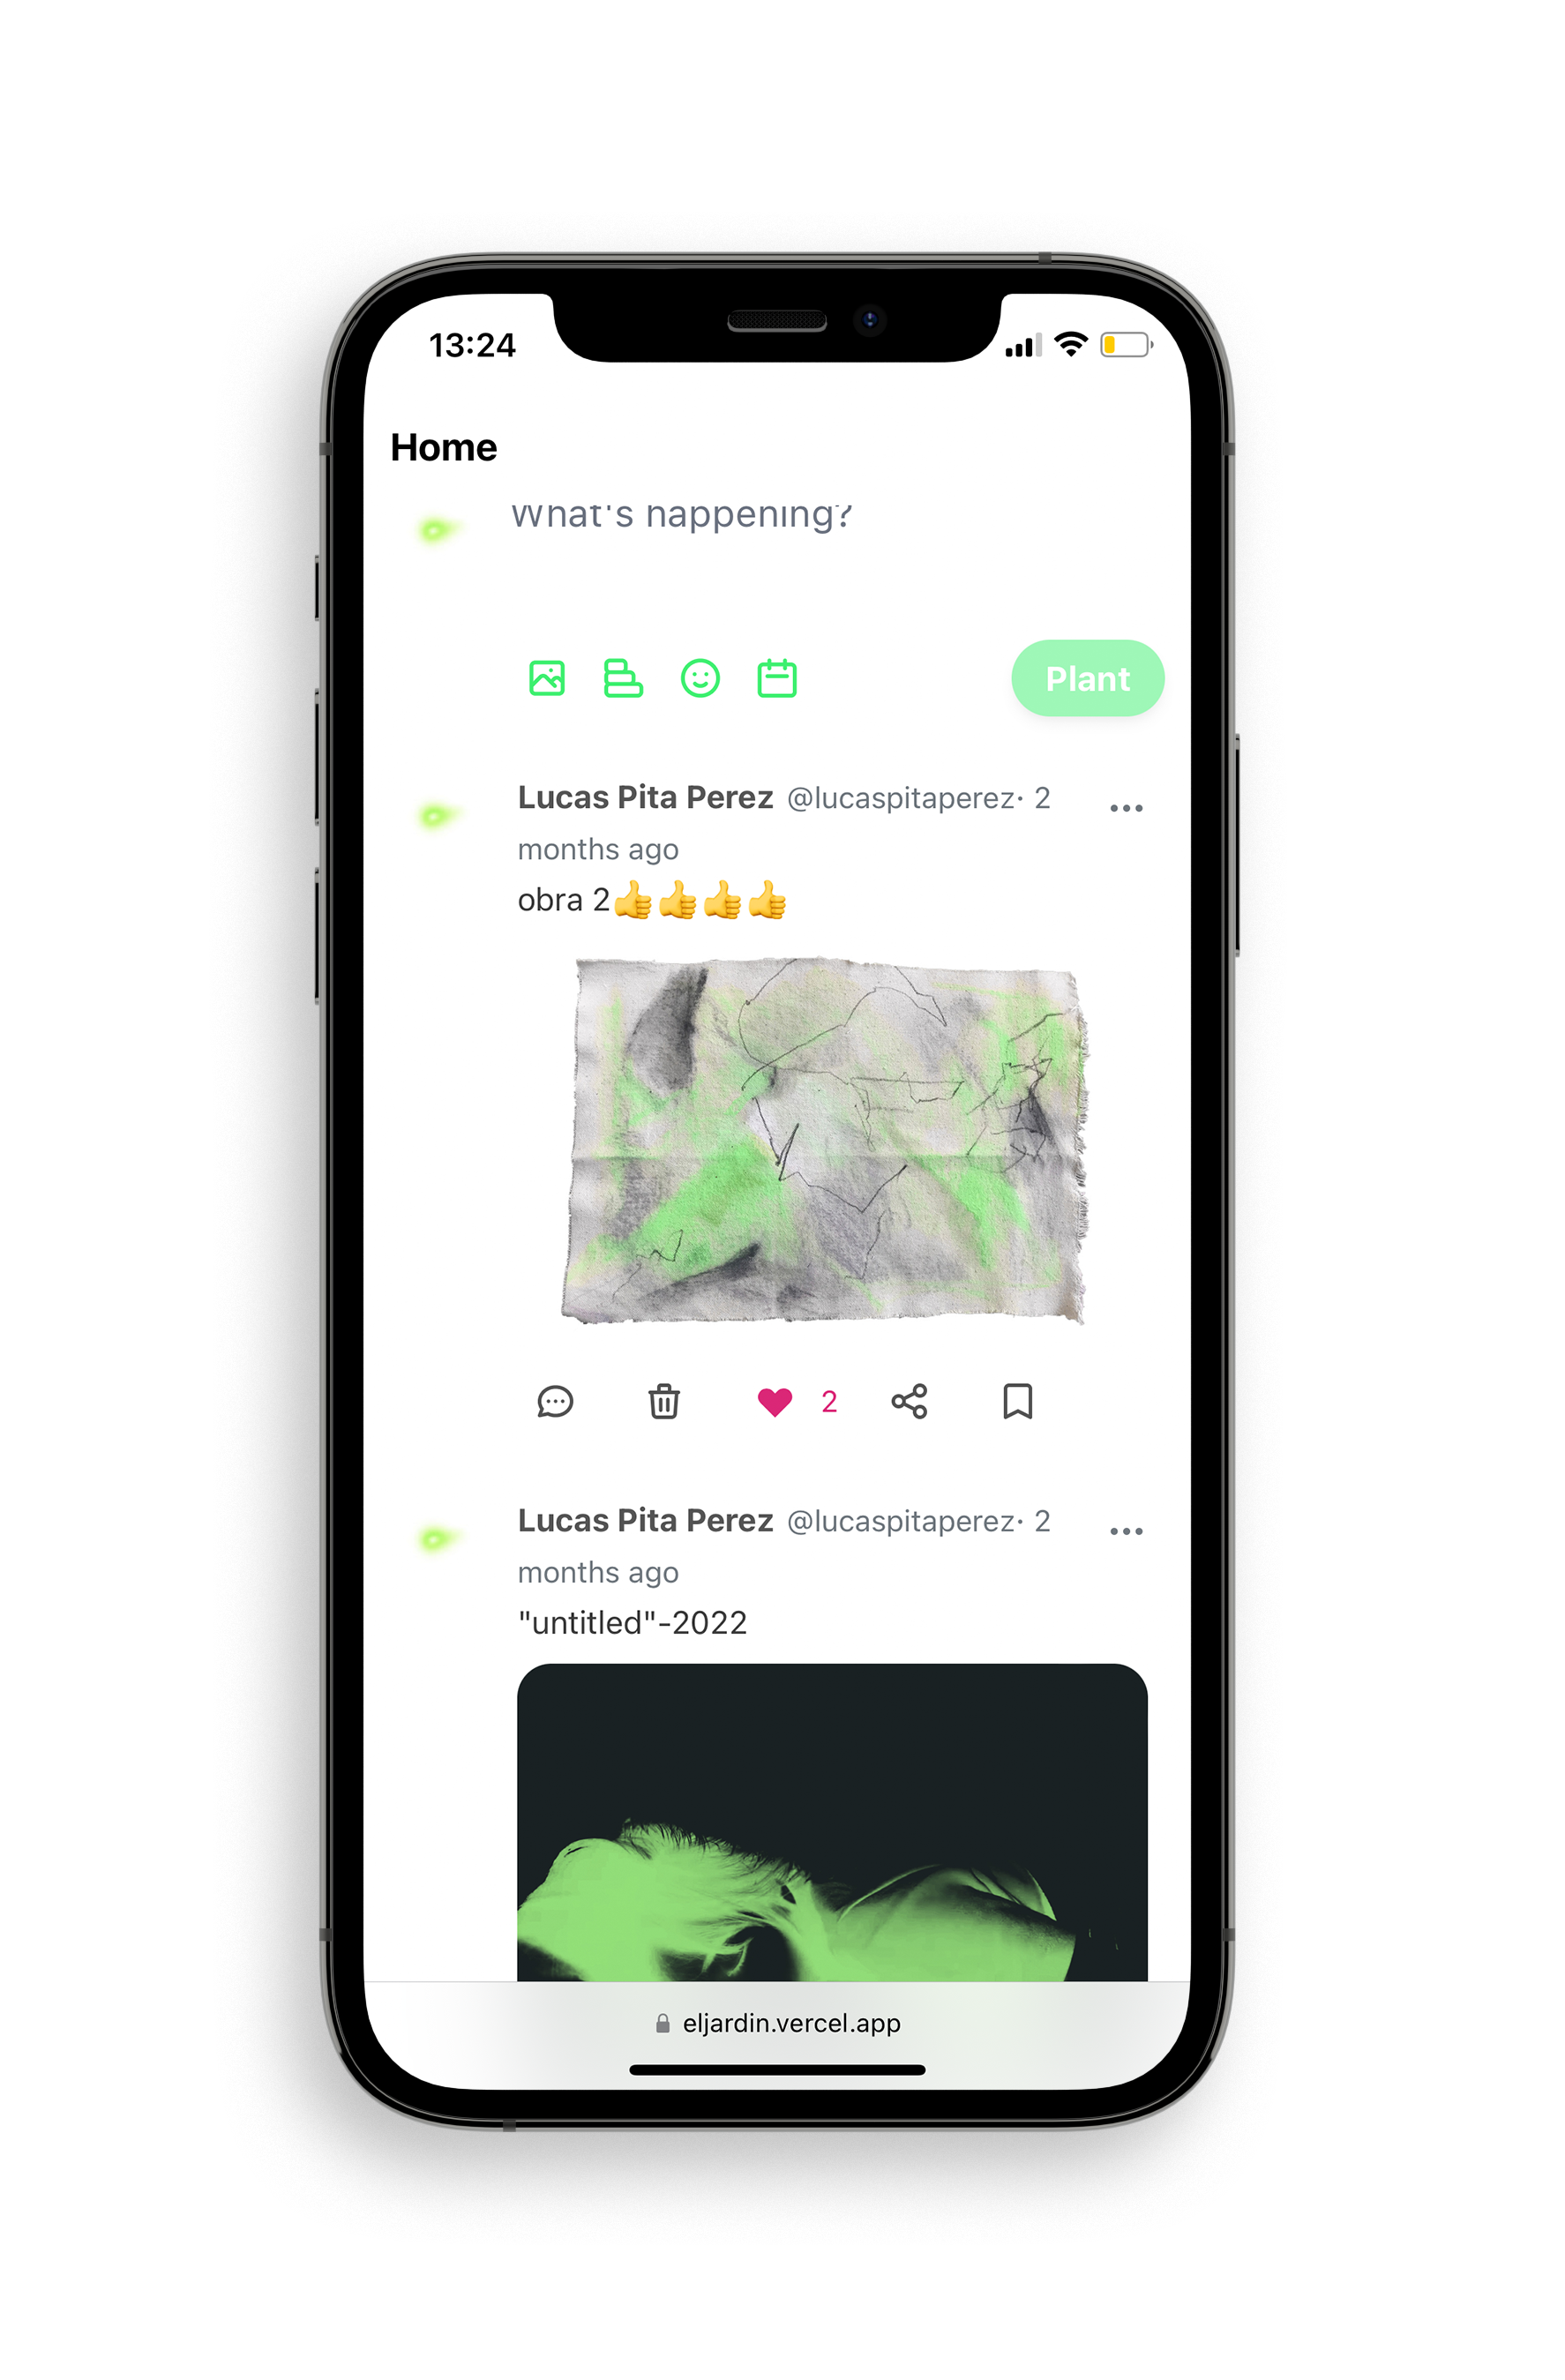 13:24
Home
What's happening?
Plant
Lucas Pita Perez @lucaspitaperez· 2
months ago
obra 2👍👍👍👍
2
Lucas Pita Perez @lucaspitaperez· 2
months ago
"untitled"-2022
eljardin.vercel.app